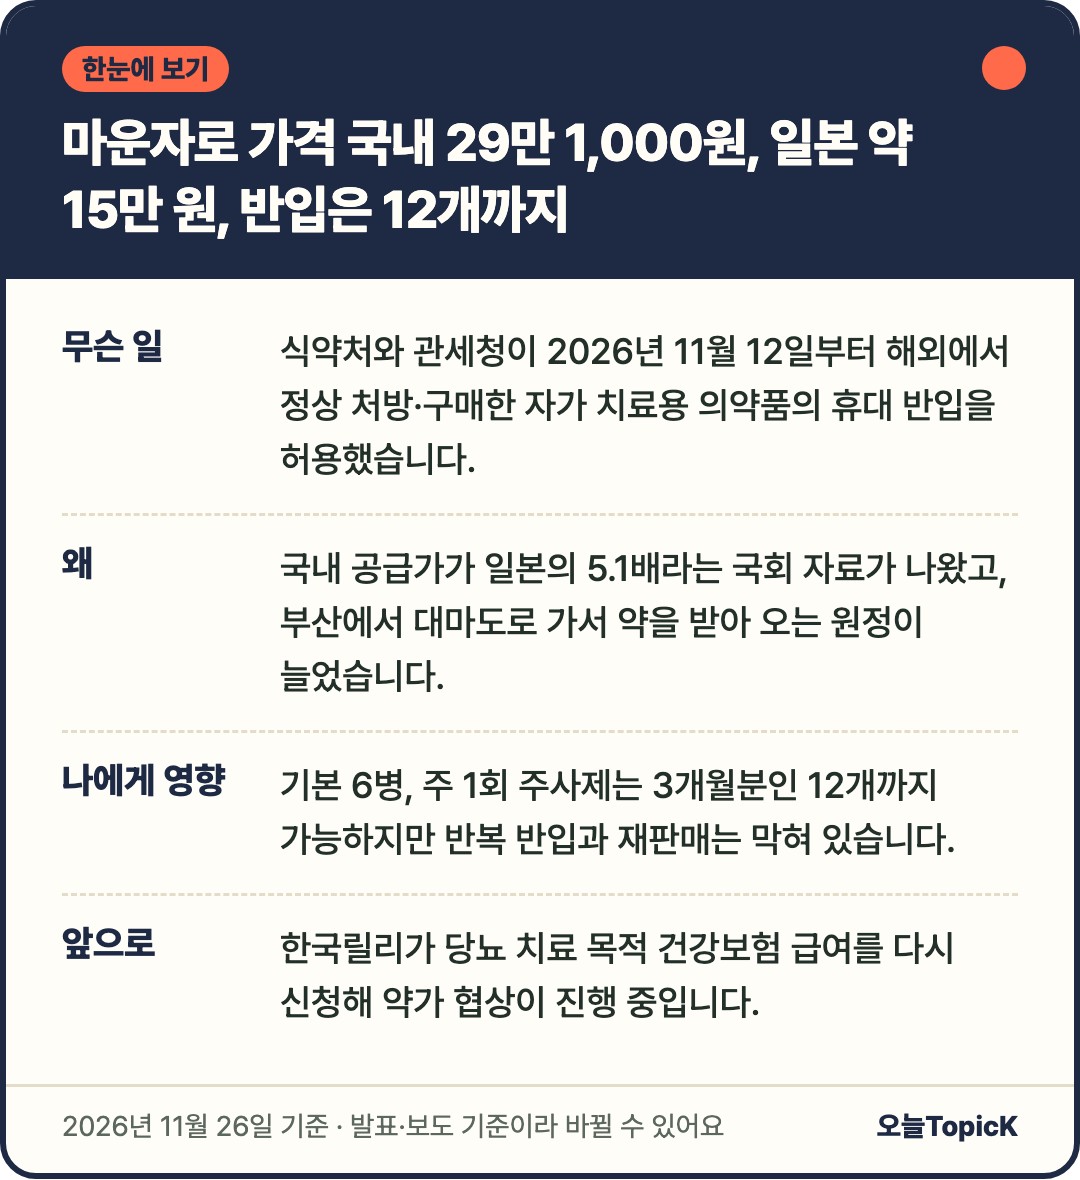 한눈에 보기
마운자로 가격 국내 29만 1,000원, 일본 약
15만 원, 반입은 12개까지
무슨 일
식약처와 관세청이 2026년 11월 12일부터 해외에서
정상 처방·구매한 자가 치료용 의약품의 휴대 반입을
허용했습니다.
왜
국내 공급가가 일본의 5.1배라는 국회 자료가 나왔고,
부산에서 대마도로 가서 약을 받아 오는 원정이
늘었습니다.
나에게 영향
기본 6병, 주 1회 주사제는 3개월분인 12개까지
가능하지만 반복 반입과 재판매는 막혀 있습니다.
앞으로
한국릴리가 당뇨 치료 목적 건강보험 급여를 다시
신청해 약가 협상이 진행 중입니다.
2026년 11월 26일 기준 · 발표·보도 기준이라 바뀔 수 있어요
오늘TopicK